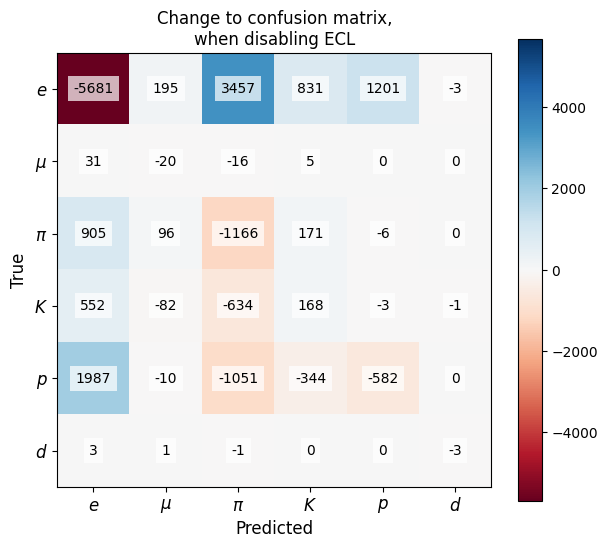 Change to confusion matrix,
when disabling ECL
True
e -5681 195 3457 831 1201 -3
μ 31 -20 -16 5 0 0
π 905 96 -1166 171 -6 0
K 552 -82 -634 168 -3 -1
p 1987 -10 -1051 -344 -582 0
d 3 1 -1 0 0 -3
e μ π K p d
Predicted
4000
2000
0
−2000
−4000